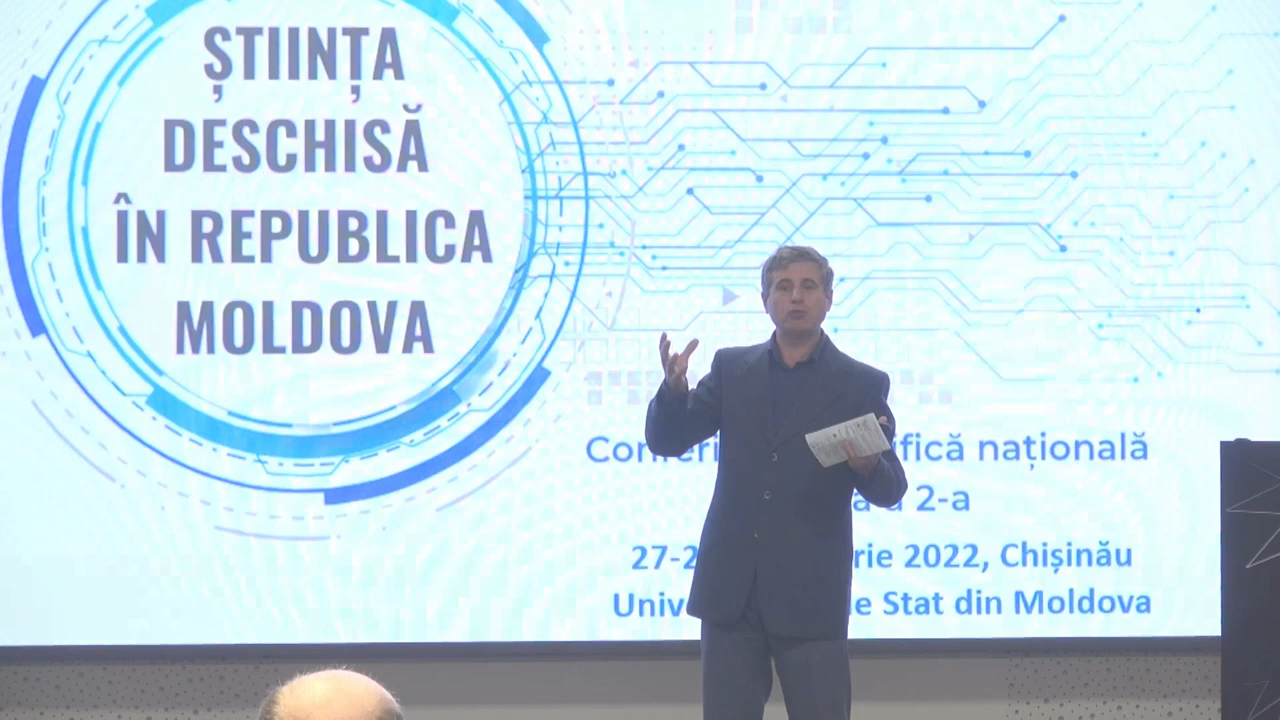 ȘTIINȚA
DESCHISĂ
ÎN REPUBLICA
MOLDOVA
națională
2-a
2022, Chișinău
Stat din Moldova